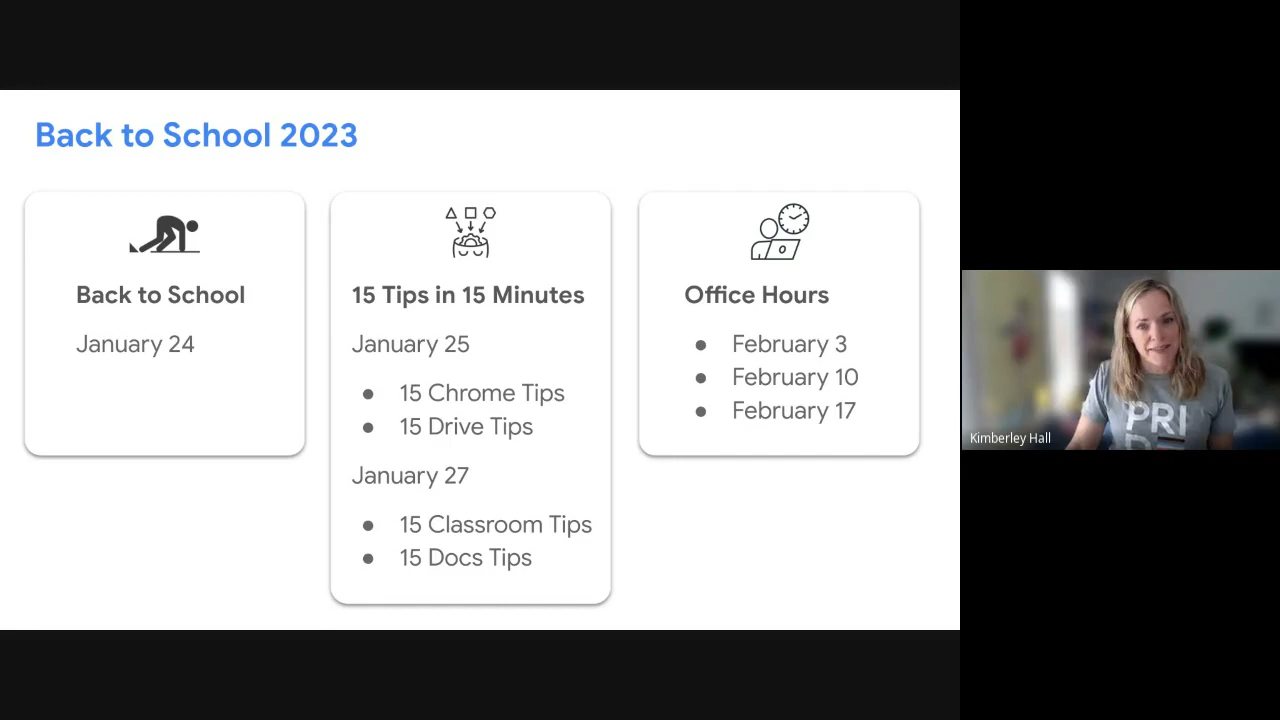 Back to School 2023
Back to School
January 24
15 Tips in 15 Minutes
January 25
● 15 Chrome Tips
● 15 Drive Tips
January 27
● 15 Classroom Tips
● 15 Docs Tips
Office Hours
● February 3
● February 10
● February 17
PRI
DE
Kimberley Hall